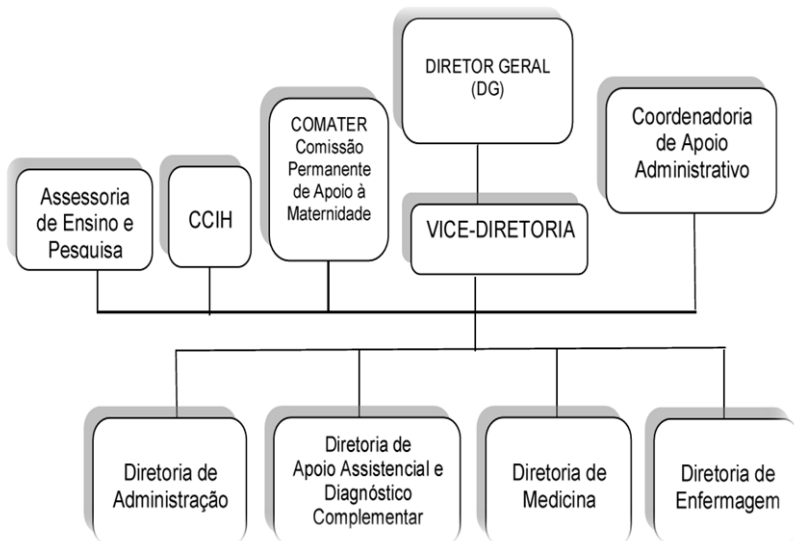 DIRETOR GERAL
(DG)
COMATER
Comissão
Permanente
de Apoio à
Maternidade
Coordenadoria
de Apoio
Administrativo
Assessoria
de Ensino e
Pesquisa
CCIH
VICE-DIRETORIA
Diretoria de
Administração
Diretoria de
Apoio Assistencial e
Diagnóstico
Complementar
Diretoria de
Medicina
Diretoria de
Enfermagem